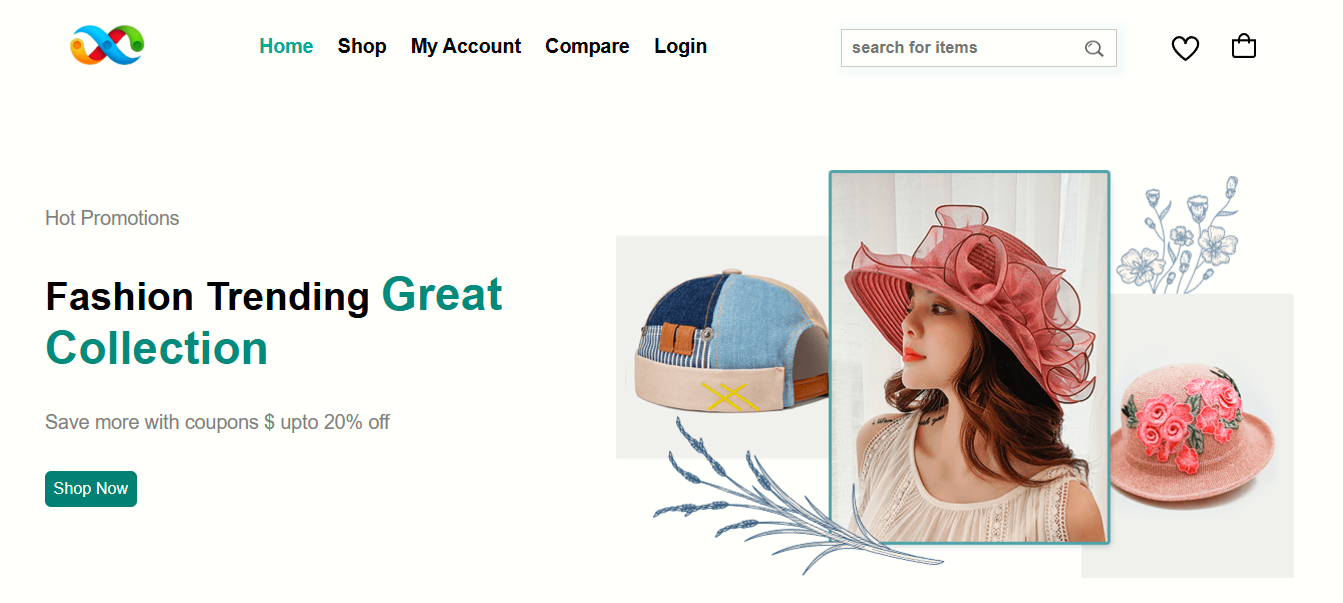 Home Shop My Account Compare Login search for items
Hot Promotions
Fashion Trending Great
Collection
Save more with coupons $ upto 20% off
Shop Now